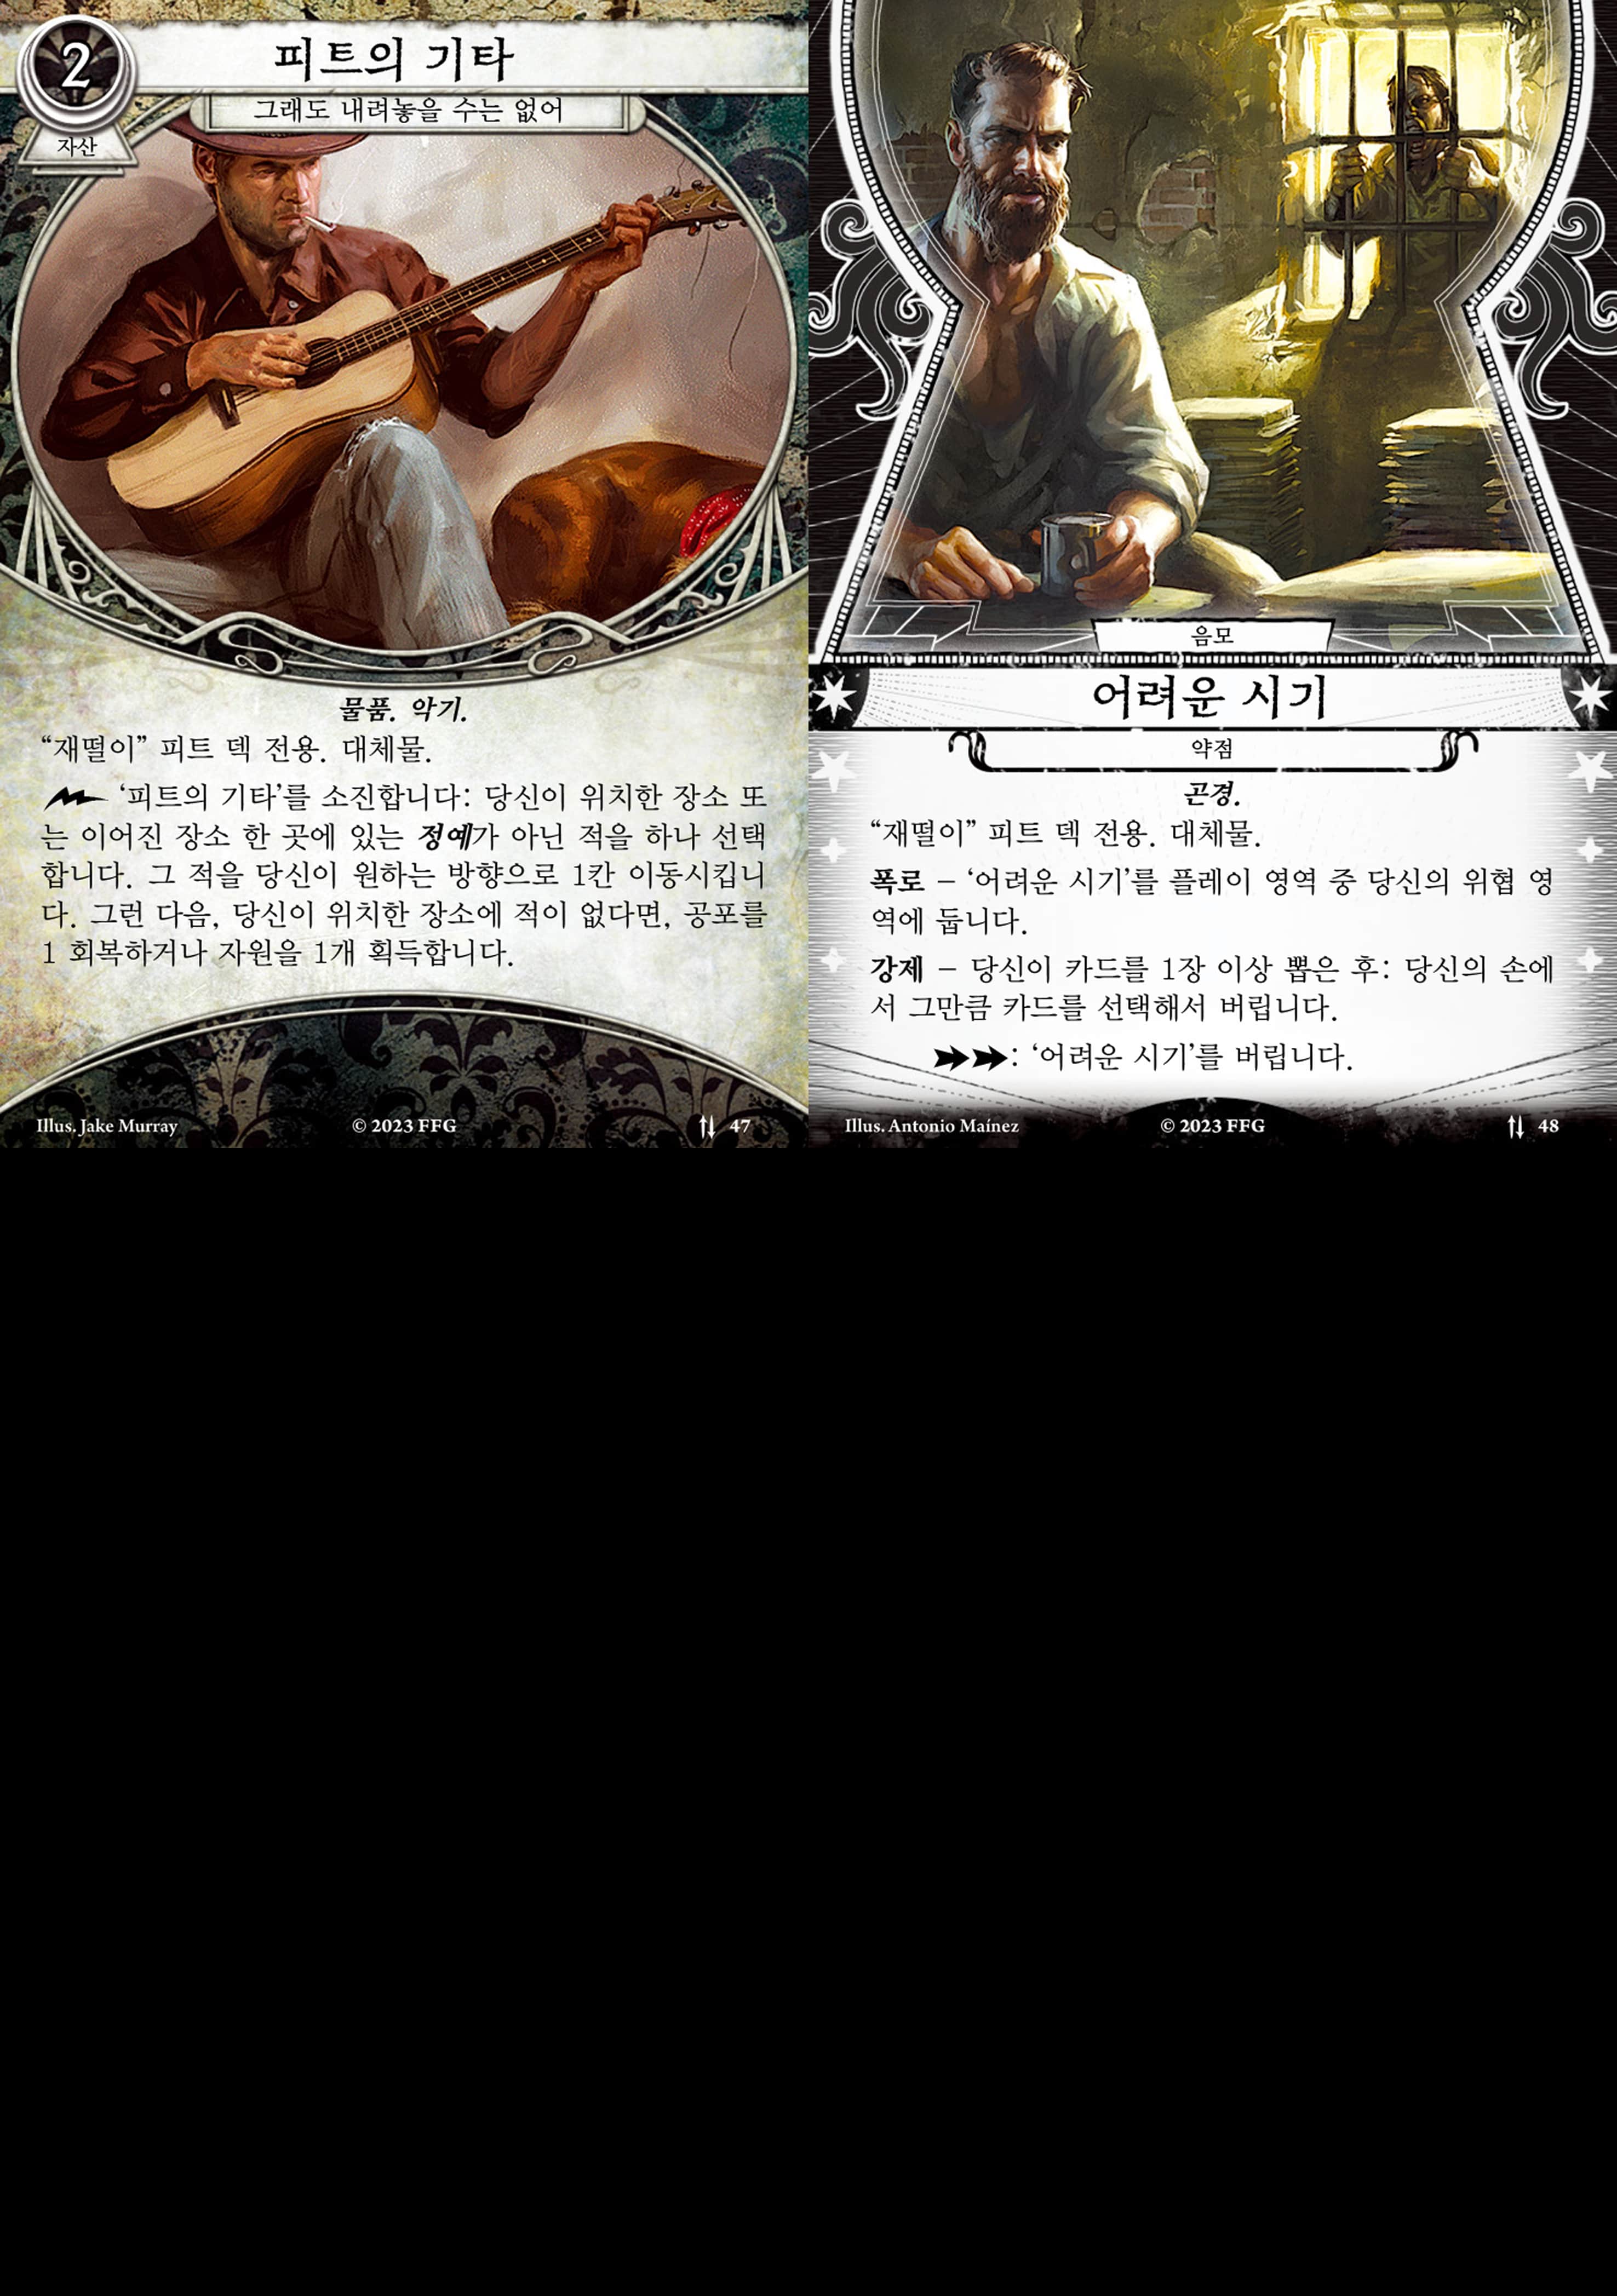 2
피트의 기타
그래도 내려놓을 수는 없어
자산
물품. 악기.
“재떨이” 피트 덱 전용. 대체물.
‘피트의 기타’를 소진합니다: 당신이 위치한 장소 또
는 이어진 장소 한 곳에 있는 정예가 아닌 적을 하나 선택
합니다. 그 적을 당신이 원하는 방향으로 1칸 이동시킵니
다. 그런 다음, 당신이 위치한 장소에 적이 없다면, 공포를
1 회복하거나 자원을 1개 획득합니다.
Illus. Jake Murray
© 2023 FFG
47
음모
어려운 시기
약점
곤경.
“재떨이” 피트 덱 전용. 대체물.
폭로 – ‘어려운 시기’를 플레이 영역 중 당신의 위협 영
역에 둡니다.
강제 – 당신이 카드를 1장 이상 뽑은 후: 당신의 손에
서 그만큼 카드를 선택해서 버립니다.
: ‘어려운 시기’를 버립니다.
Illus. Antonio Maínez
© 2023 FFG
48